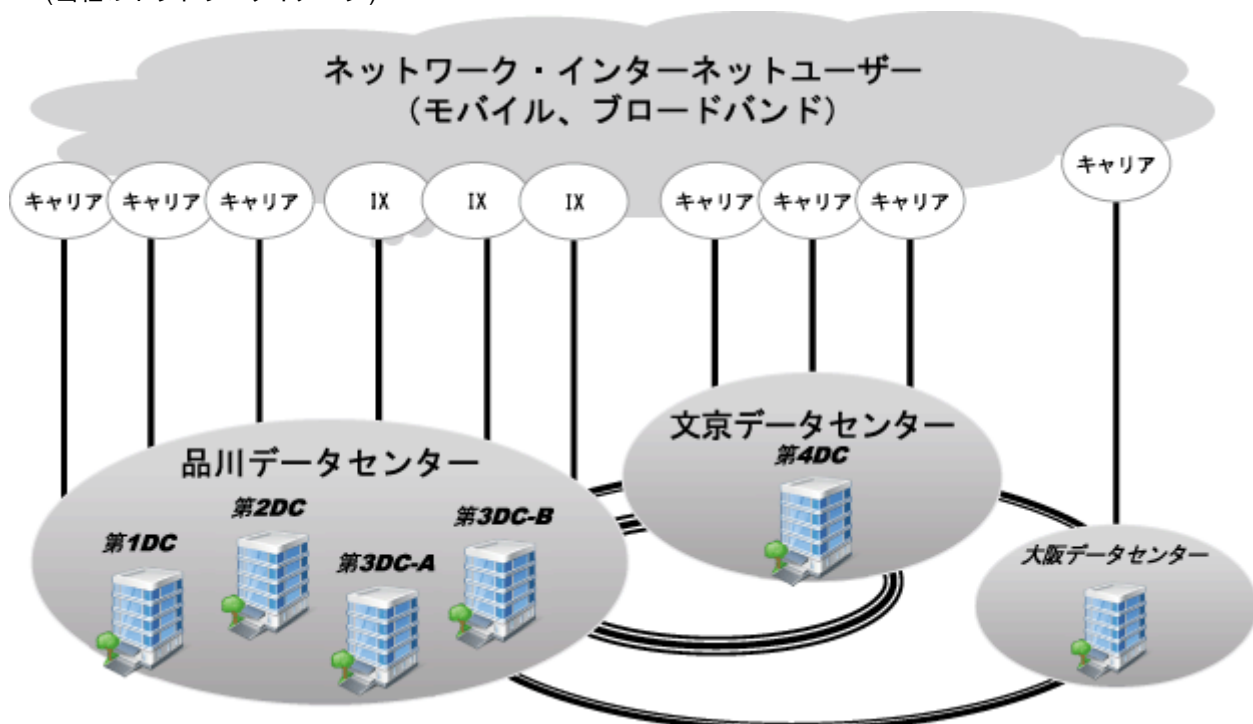 ネットワーク・インターネットユーザー
(モバイル、ブロードバンド)
キャリア
キャリア
キャリア
キャリア
IX
IX
IX
キャリア
キャリア
キャリア
文京データセンター
第4DC
品川データセンター
第2DC
第3DC-B
第1DC
第3DC-A
大阪データセンター